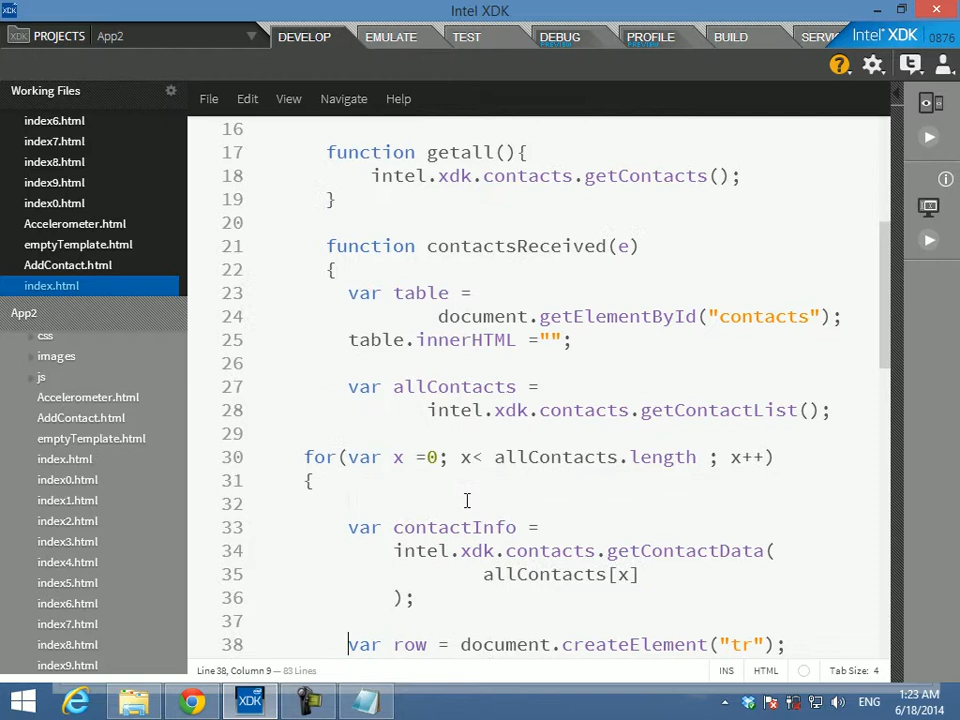 Intel XDK
PROJECTS App2 DEVELOP EMULATE TEST DEBUG PREVIEW PROFILE PREVIEW BUILD SERV Intel XDK 0876
Working Files
File Edit View Navigate Help
index6.html
index7.html
index8.html
index9.html
index0.html
Accelerometer.html
emptyTemplate.html
AddContact.html
index.html
App2
css
images
js
Accelerometer.html
AddContact.html
emptyTemplate.html
index.html
index0.html
index1.html
index2.html
index3.html
index4.html
index5.html
index6.html
index7.html
index8.html
index9.html
16
17 function getall(){
18 intel.xdk.contacts.getContacts();
19 }
20
21 function contactsReceived(e)
22 {
23 var table =
24 document.getElementById("contacts");
25 table.innerHTML ="";
26
27 var allContacts =
28 intel.xdk.contacts.getContactList();
29
30 for(var x =0; x< allContacts.length ; x++)
31 {
32
33 var contactInfo =
34 intel.xdk.contacts.getContactData(
35 allContacts[x]
36 );
37
38 var row = document.createElement("tr");
Line 38, Column 9 — 83 Lines INS HTML Tab Size: 4
XDK ENG 1:23 AM
6/18/2014